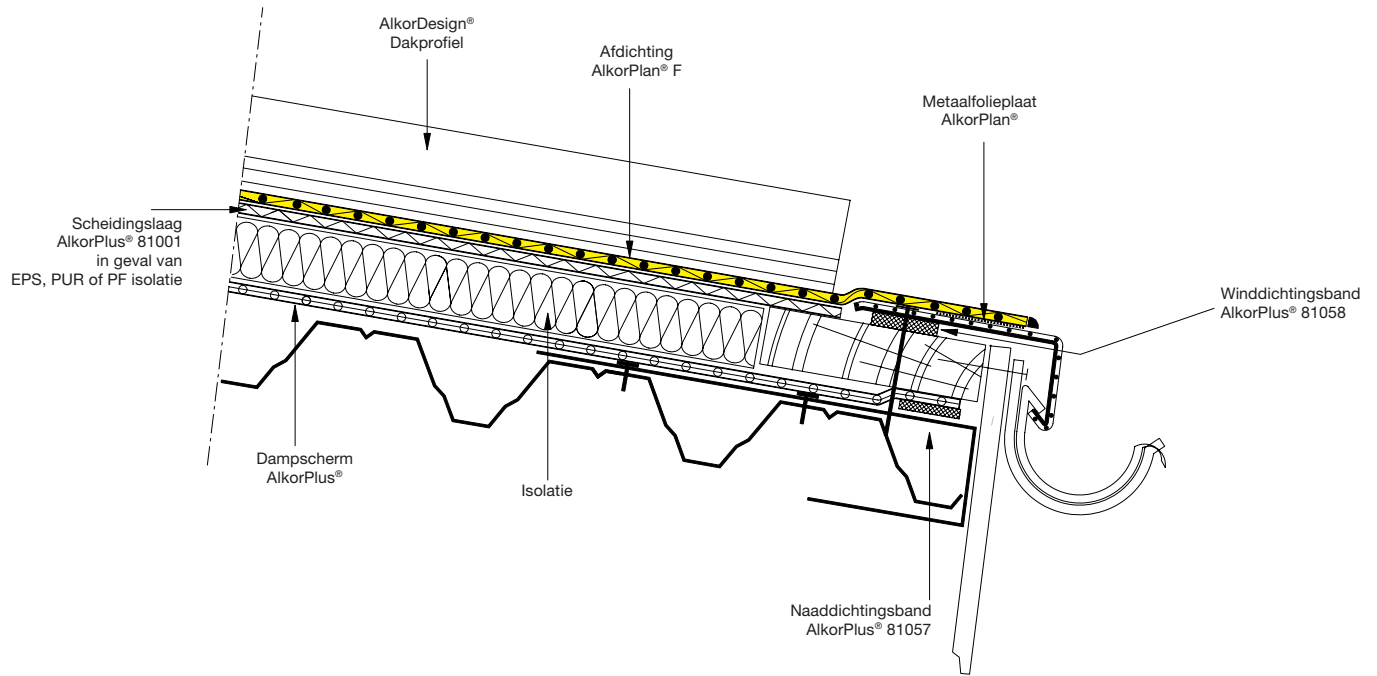 AlkorDesign®
Dakprofiel
Afdichting
AlkorPlan® F
Metaalfolieplaat
AlkorPlan®
Scheidingslaag
AlkorPlus® 81001
in geval van
EPS, PUR of PF isolatie
Winddichtingsband
AlkorPlus® 81058
Dampscherm
AlkorPlus®
Isolatie
Naaddichtingsband
AlkorPlus® 81057